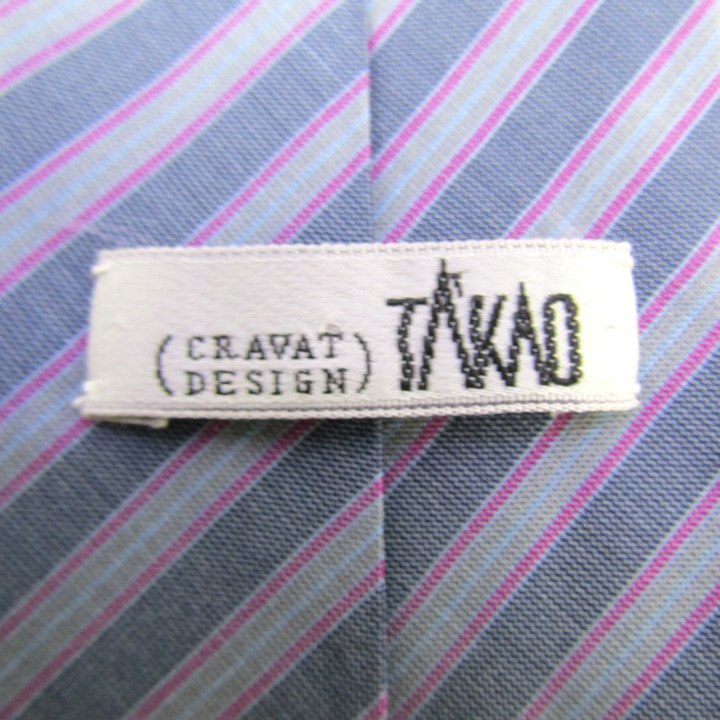 (CRAVAT
DESIGN)
TAKAO